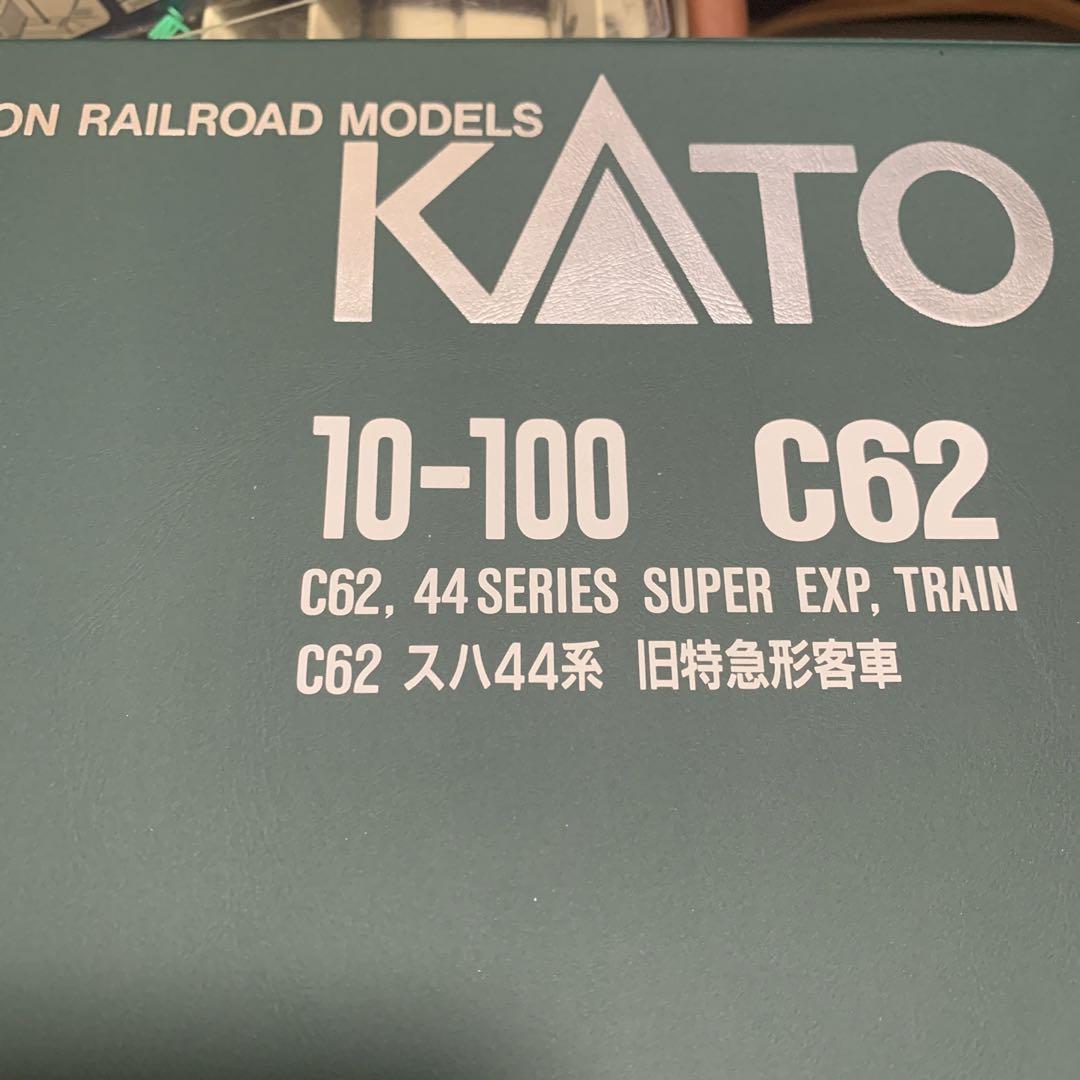 ON RAILROAD MODELS
KATO
10-100 C62
C62, 44 SERIES SUPER EXP, TRAIN
C62 スハ44系 旧特急形客車